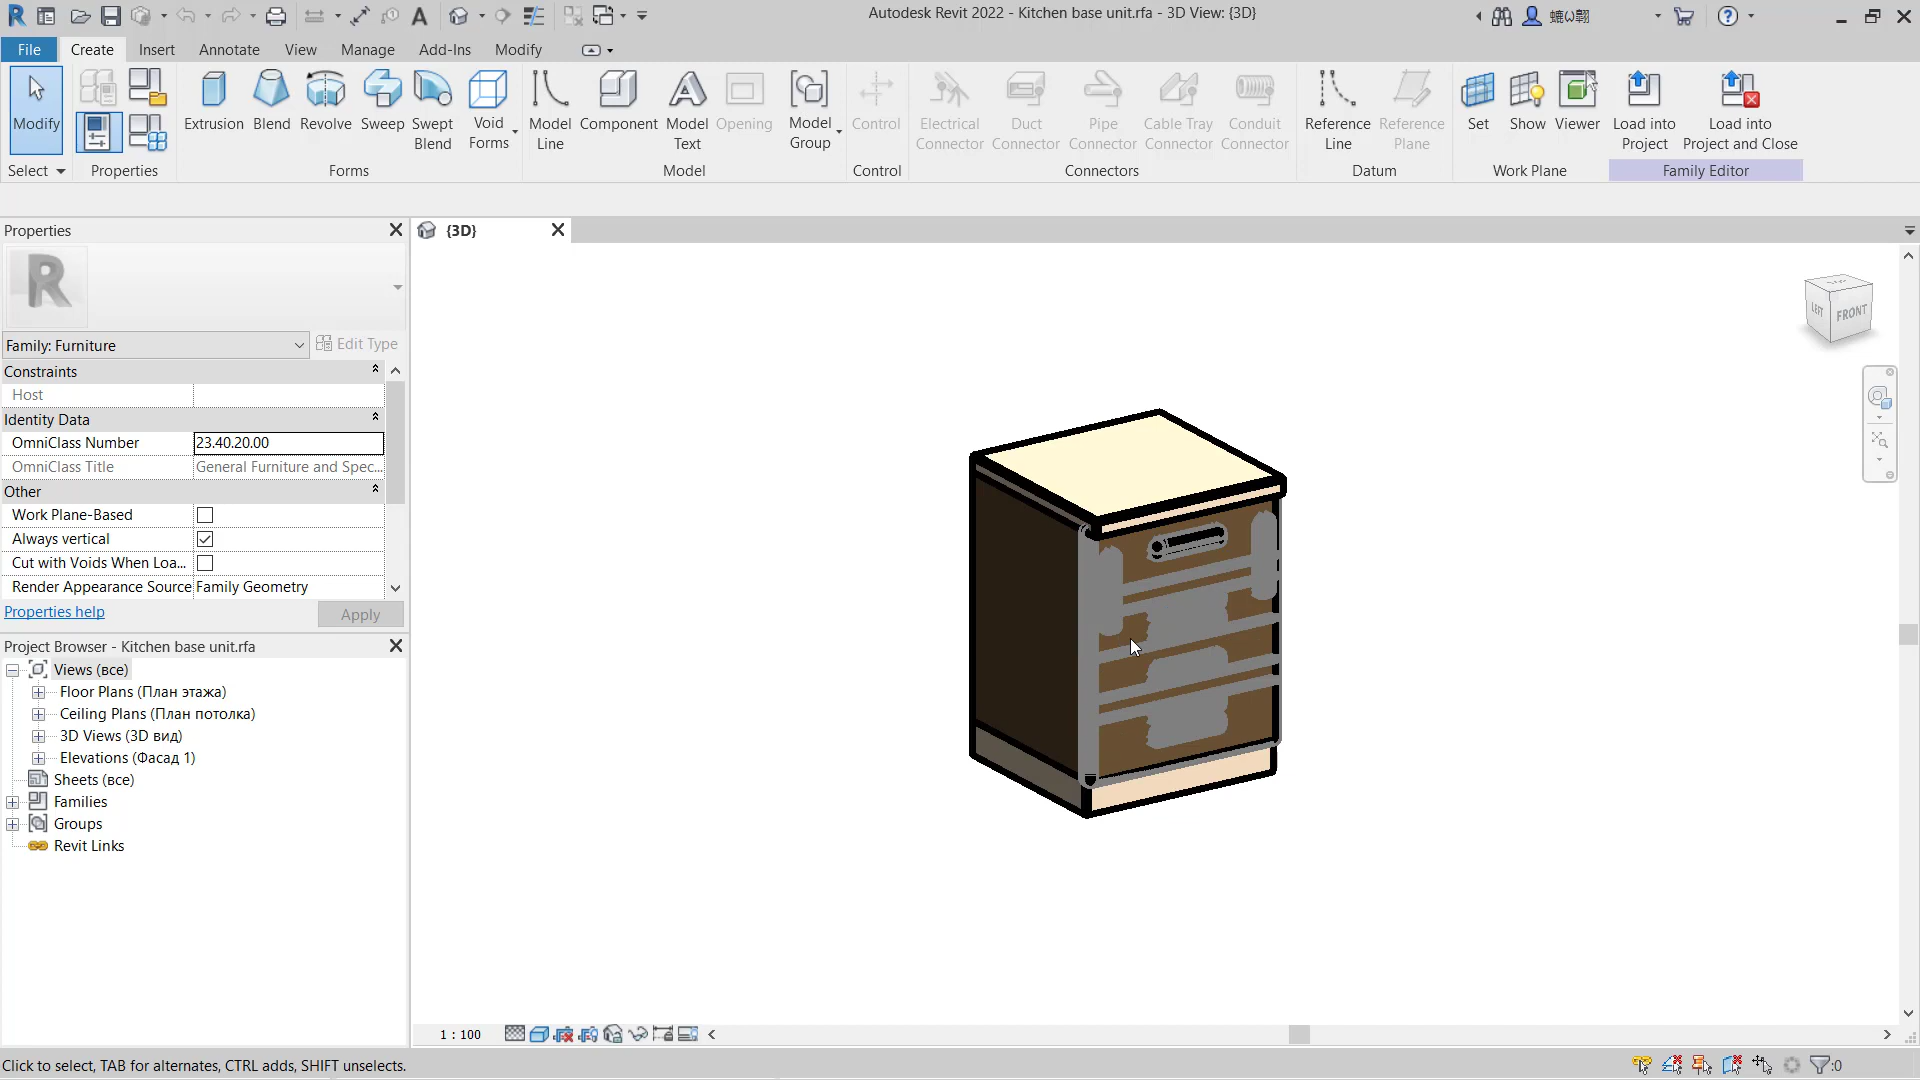 Autodesk Revit 2022 - Kitchen base unit.rfa - 3D View: {3D}
File Create Insert Annotate View Manage Add-Ins Modify
Modify
Extrusion Blend Revolve Sweep Swept Blend Void Forms
Model Line Component Model Text Opening Model Group
Control
Electrical Connector Duct Connector Pipe Connector Cable Tray Connector Conduit Connector
Reference Line Reference Plane
Set Show Viewer
Load into Project Load into Project and Close
Select Properties Forms Model Control Connectors Datum Work Plane Family Editor
Properties
{3D}
R
Family: Furniture
Edit Type
Constraints
Host
Identity Data
OmniClass Number 23.40.20.00
OmniClass Title General Furniture and Spec...
Other
Work Plane-Based
Always vertical
Cut with Voids When Loa...
Render Appearance Source Family Geometry
Properties help
Apply
Project Browser - Kitchen base unit.rfa
Views (все)
Floor Plans (План этажа)
Ceiling Plans (План потолка)
3D Views (3D вид)
Elevations (Фасад 1)
Sheets (все)
Families
Groups
Revit Links
LEFT FRONT
1 : 100
Click to select, TAB for alternates, CTRL adds, SHIFT unselects.
:0